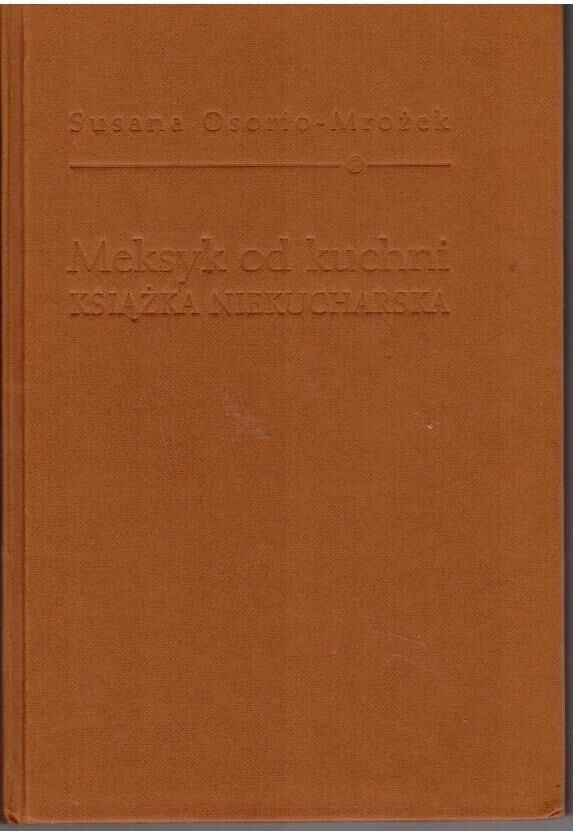 Susana Osorio-Mrożek
Meksyk od kuchni
KSIĄŻKA NIEKUCHARSKA